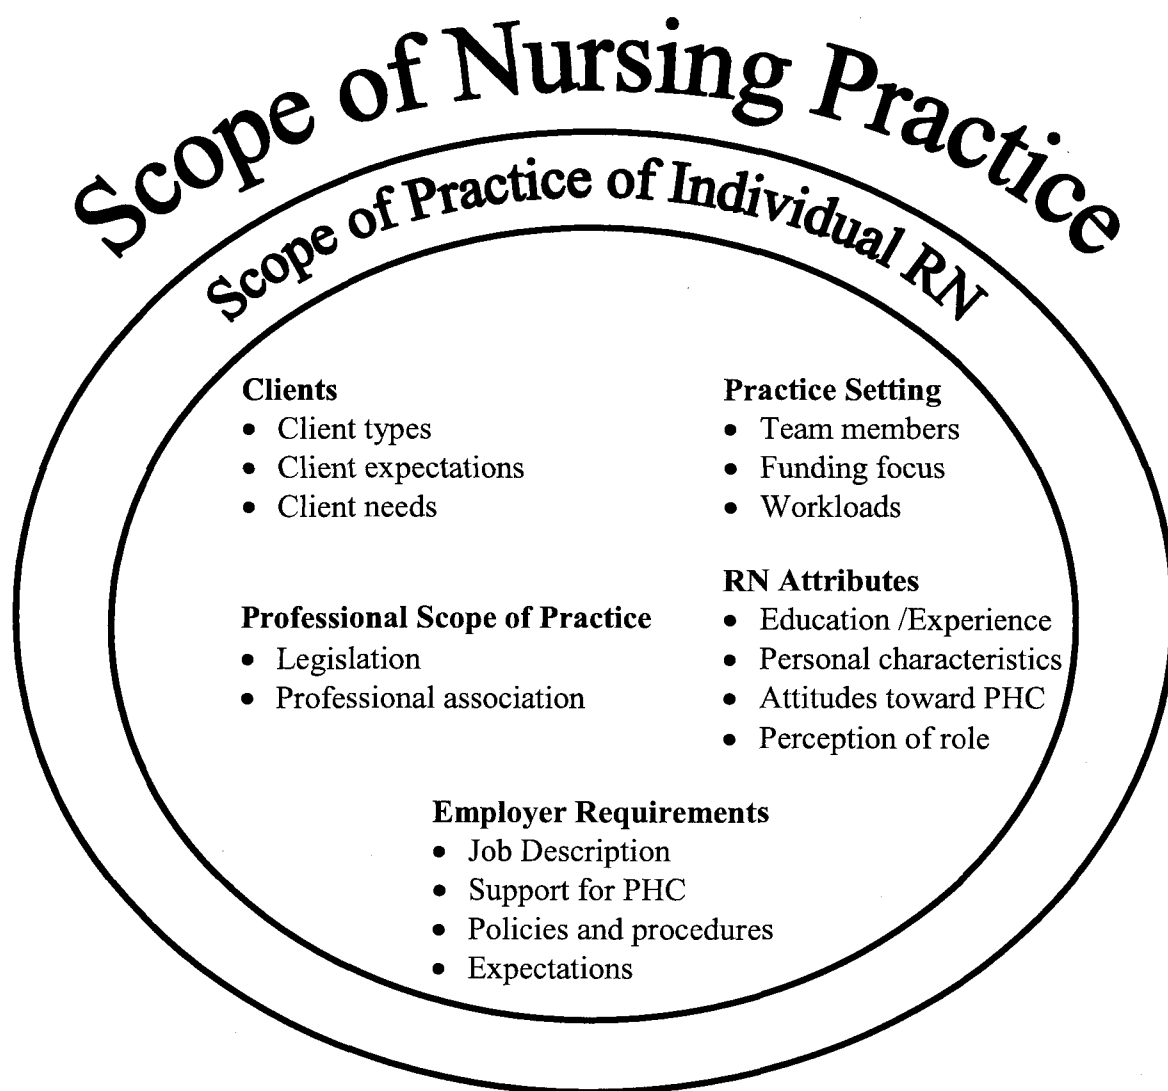 Scope of Nursing Practice
Scope of Practice of Individual RN
Clients
• Client types
• Client expectations
• Client needs
Practice Setting
• Team members
• Funding focus
• Workloads
Professional Scope of Practice
• Legislation
• Professional association
RN Attributes
• Education /Experience
• Personal characteristics
• Attitudes toward PHC
• Perception of role
Employer Requirements
• Job Description
• Support for PHC
• Policies and procedures
• Expectations